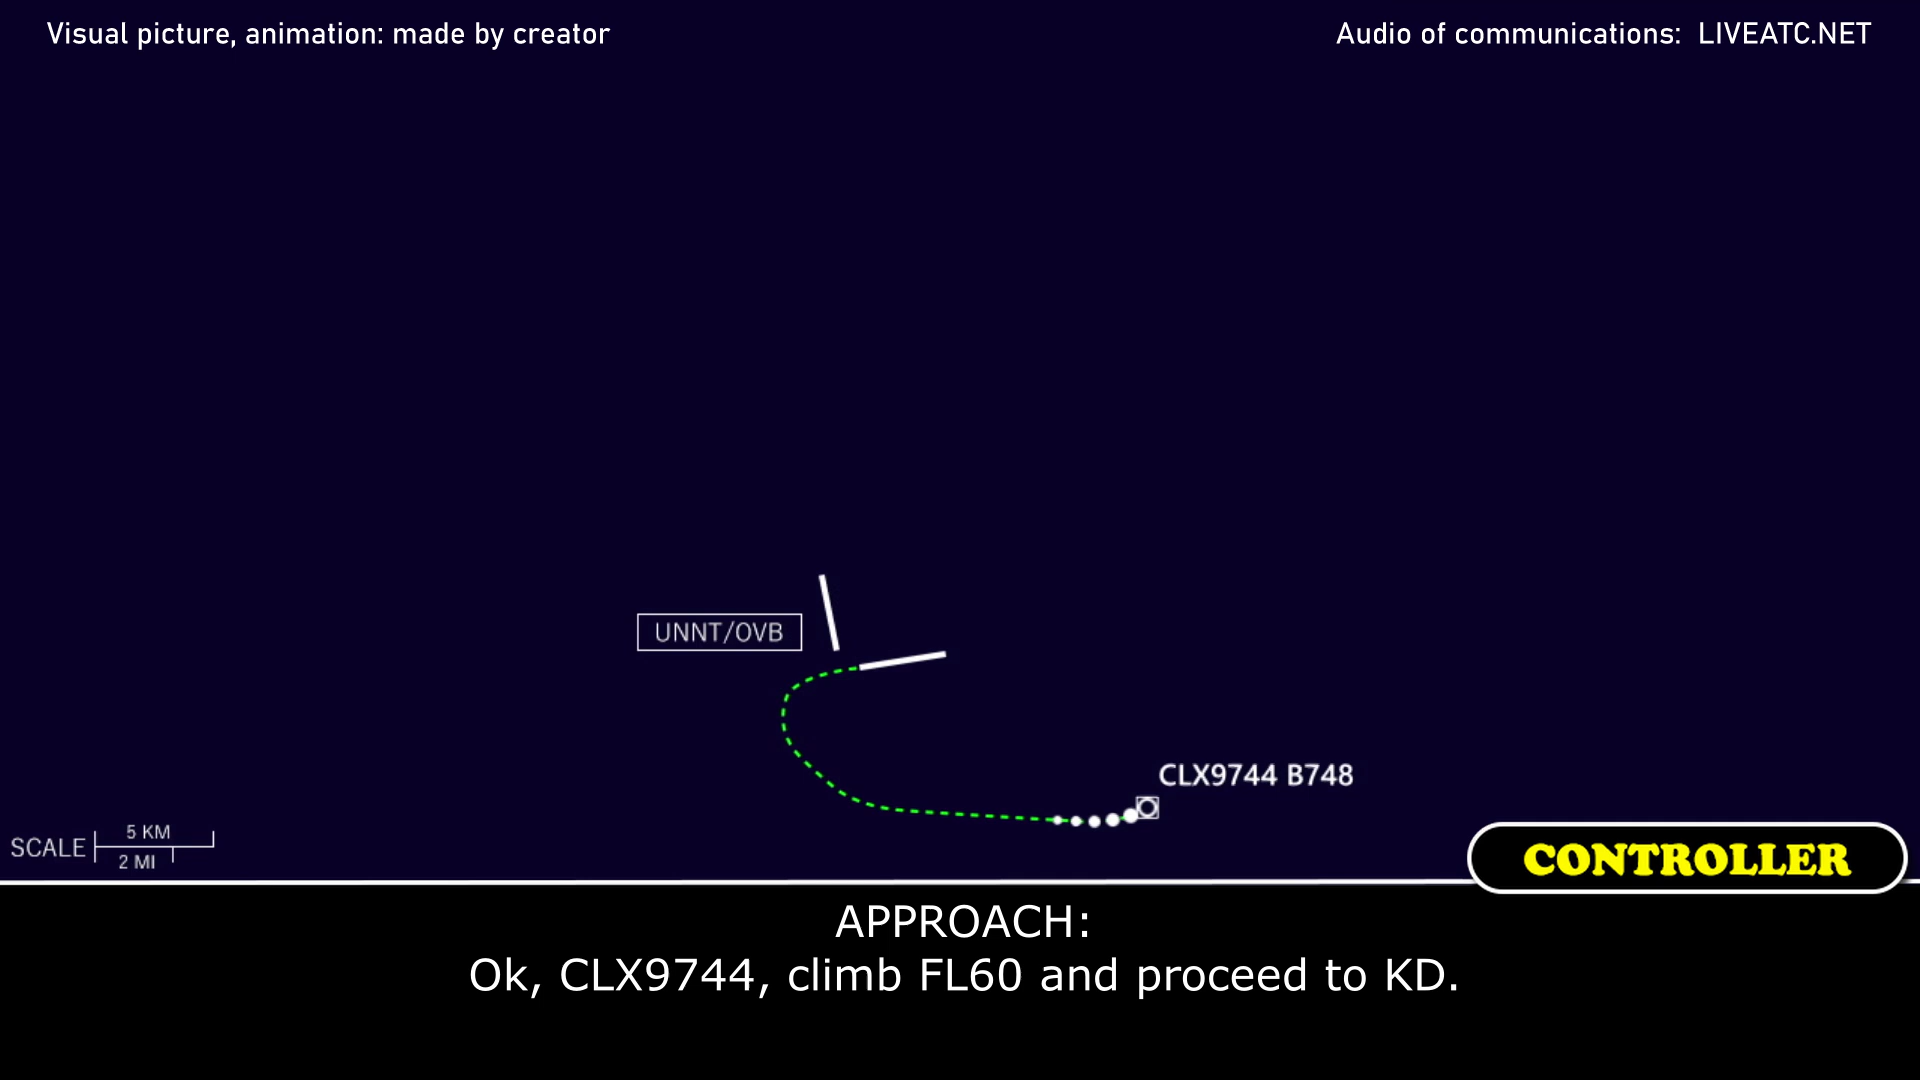 Visual picture, animation: made by creator
Audio of communications: LIVEATC.NET
UNNT/OVB
CLX9744 B748
SCALE
5 KM
2 MI
CONTROLLER
APPROACH:
Ok, CLX9744, climb FL60 and proceed to KD.